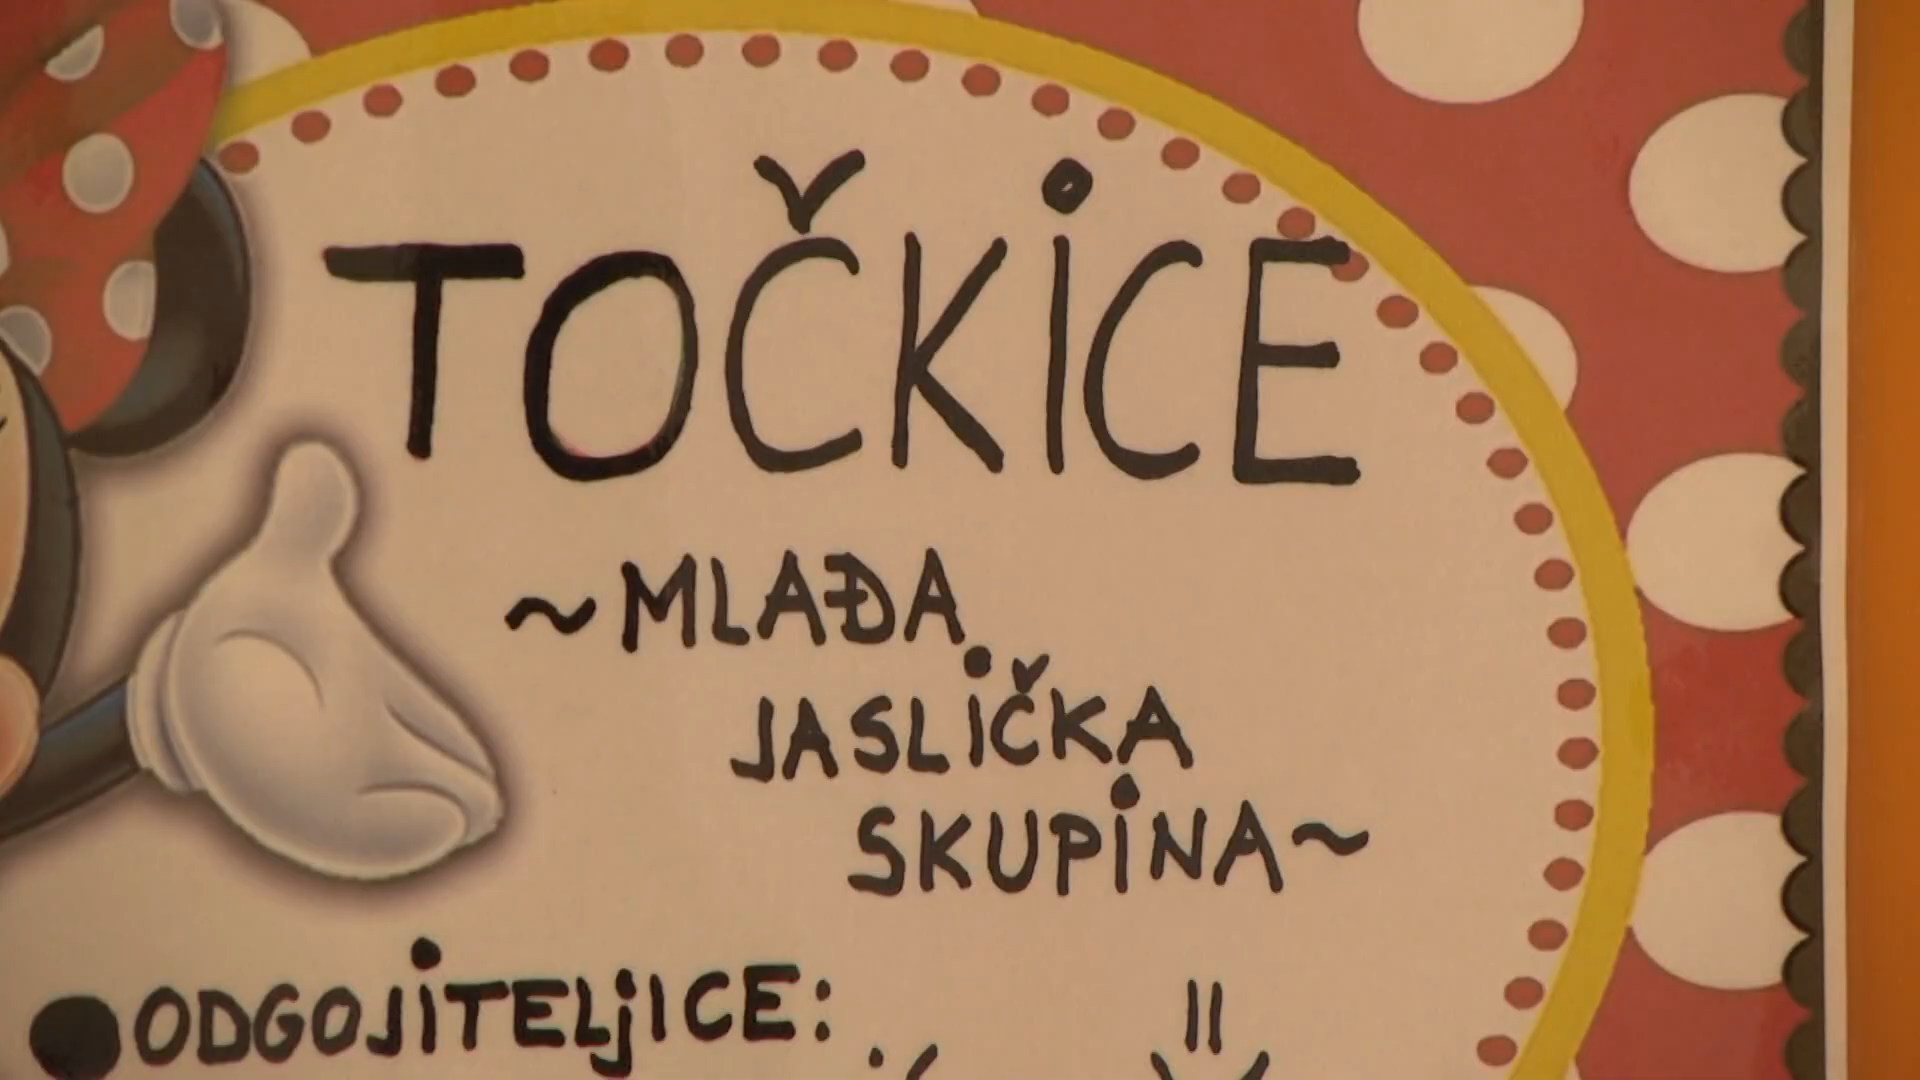 TOČKICE
~MLAĐA
JASLIČKA
SKUPINA~
ODGOJITELjICE: